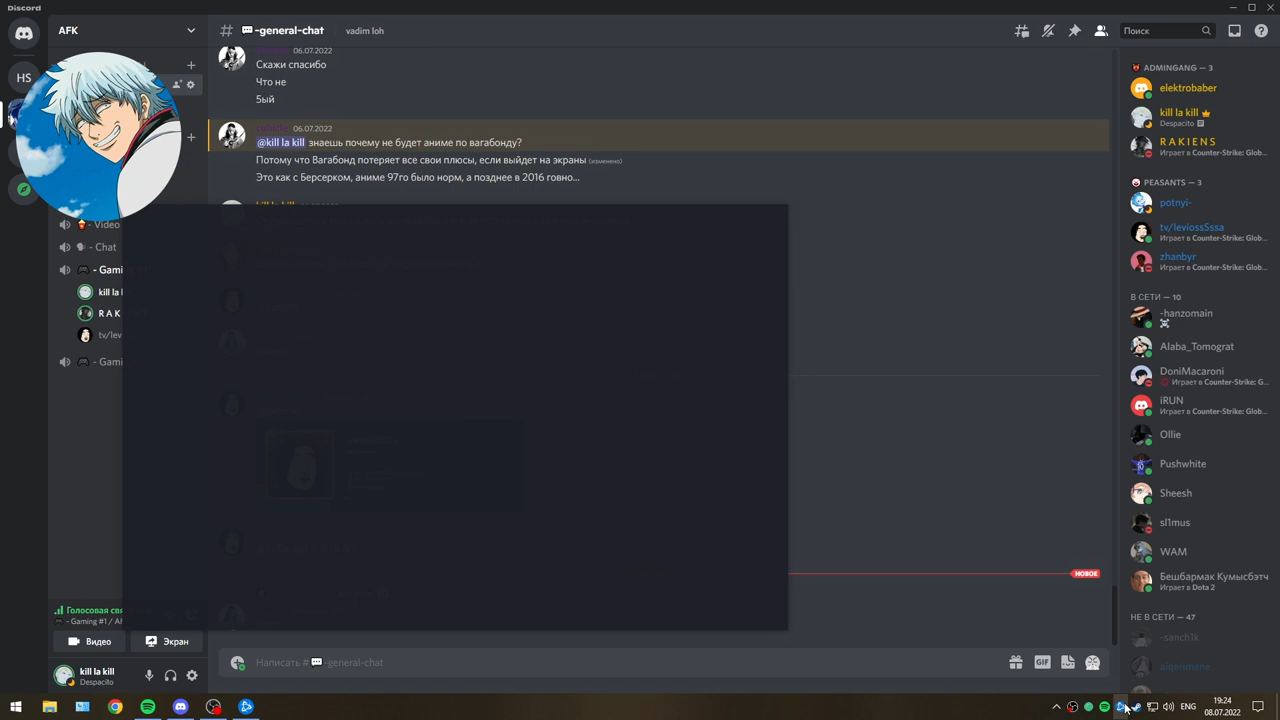 Discord
AFK
-general-chat
vadim loh
Поиск
06.07.2022
Скажи спасибо
Что не
5ый
06.07.2022
@kill la kill знаешь почему не будет аниме по вагабонду?
Потому что Вагабонд потеряет все свои плюсы, если выйдет на экраны (изменено)
Это как с Берсерком, аниме 97го было норм, а позднее в 2016 говно...
HS
- Video
- Chat
- Gami
kill la k
R A K
tv/lev
- Gami
ADMINGANG — 3
elektrobaber
kill la kill
Despacito
R A K I E N S
Играет в Counter-Strike: Glob...
PEASANTS — 3
potnyi-
tv/leviossSssa
Играет в Counter-Strike: Glob...
zhanbyr
Играет в Counter-Strike: Glob...
В СЕТИ — 10
-hanzomain
Alaba_Tomograt
DoniMacaroni
Играет в Counter-Strike: G...
iRUN
Играет в Counter-Strike: Glob...
Ollie
Pushwhite
Sheesh
sl1mus
WAM
Бешбармак Кумысбэтч
Играет в Dota 2
НЕ В СЕТИ — 47
-sanch1k
aiqerimene
НОВОЕ
Голосовая свя
- Gaming #1 / AF
Видео
Экран
kill la kill
Despacito
Написать #
-general-chat
GIF
ENG
19:24
08.07.2022